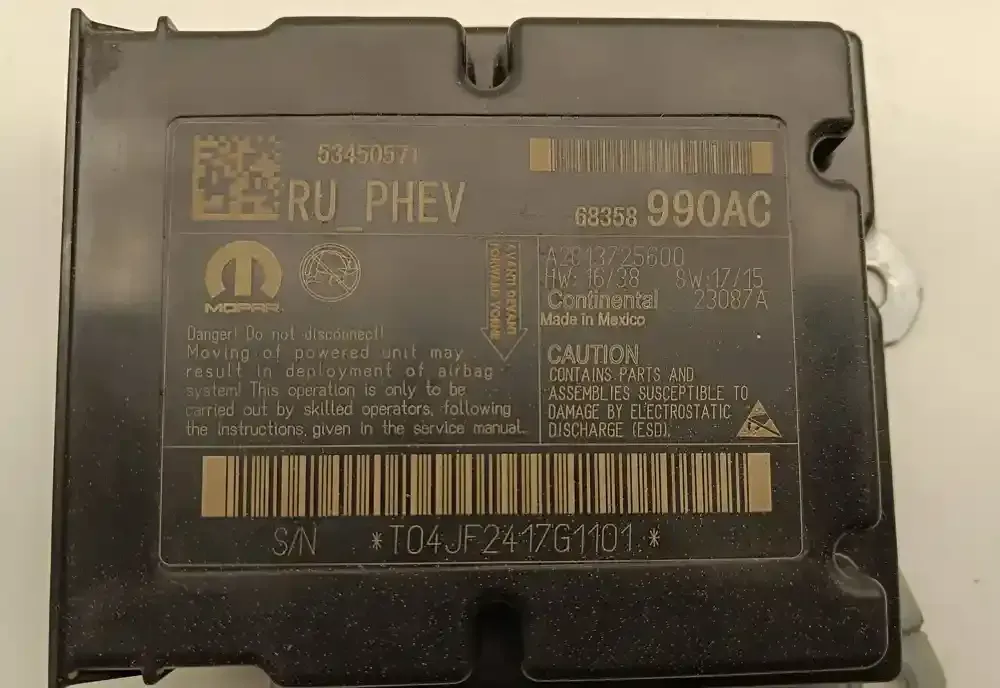 53450571
RU_PHEV
68358 990AC
MOPAR
AVANTI DEVANT
FORWARD VORNE
A2C13725600
HW: 16/38 SW:17/15
Continental 23087A
Made in Mexico
Danger! Do not disconnect!
Moving of powered unit may
result in deployment of airbag
system! This operation is only to be
carried out by skilled operators, following
the instructions, given in the service manual.
CAUTION
CONTAINS PARTS AND
ASSEMBLIES SUSCEPTIBLE TO
DAMAGE BY ELECTROSTATIC
DISCHARGE (ESD).
S/N *T04JF2417G1101*